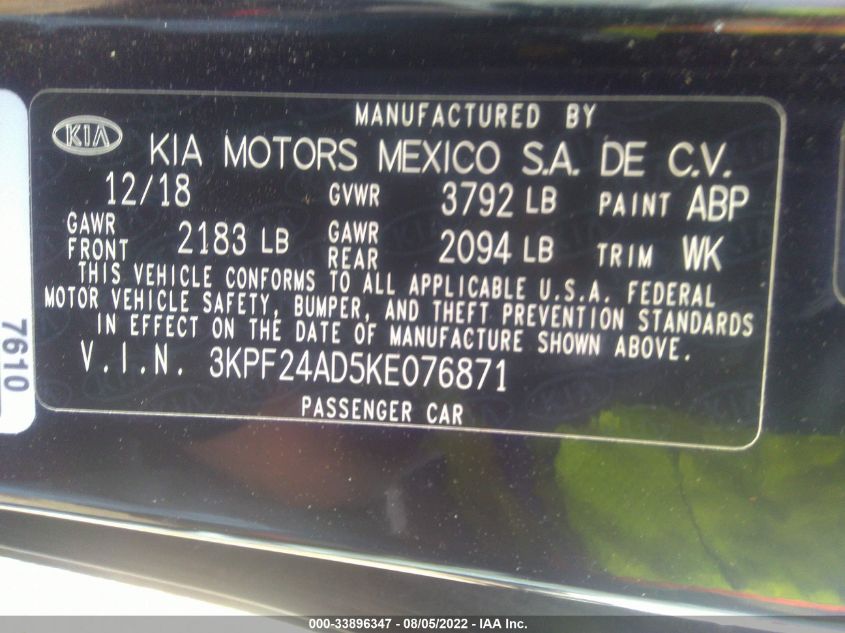 MANUFACTURED BY
KIA
KIA MOTORS MEXICO S.A. DE C.V.
12/18 GVWR 3792 LB PAINT ABP
GAWR FRONT 2183 LB GAWR REAR 2094 LB TRIM WK
THIS VEHICLE CONFORMS TO ALL APPLICABLE U.S.A. FEDERAL
MOTOR VEHICLE SAFETY, BUMPER, AND THEFT PREVENTION STANDARDS
IN EFFECT ON THE DATE OF MANUFACTURE SHOWN ABOVE.
V.I.N. 3KPF24AD5KE076871
PASSENGER CAR
7610
000-33896347 - 08/05/2022 - IAA Inc.